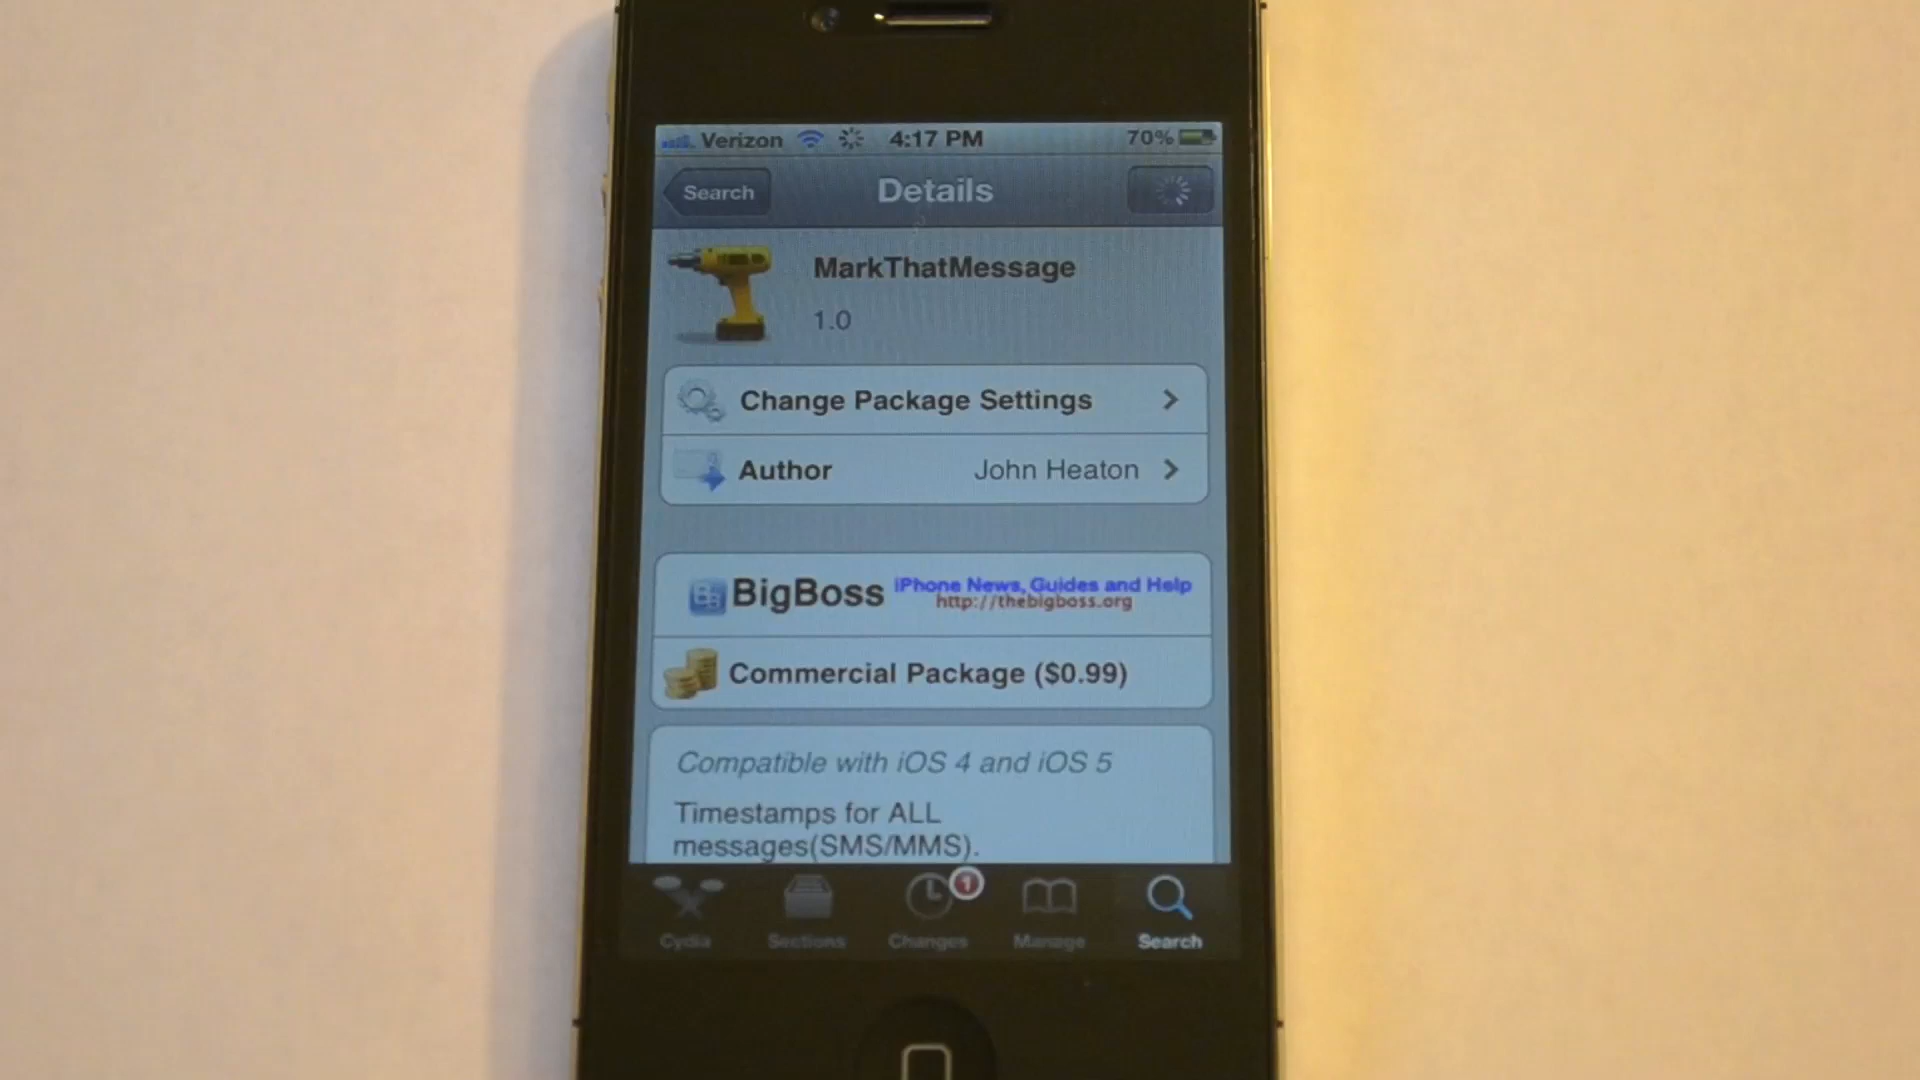 Verizon 4:17 PM 70%
Search Details
MarkThatMessage
1.0
Change Package Settings
Author John Heaton
BigBoss iPhone News, Guides and Help
http://thebigboss.org
Commercial Package ($0.99)
Compatible with iOS 4 and iOS 5
Timestamps for ALL
messages(SMS/MMS).
1
Cydia Sections Changes Manage Search